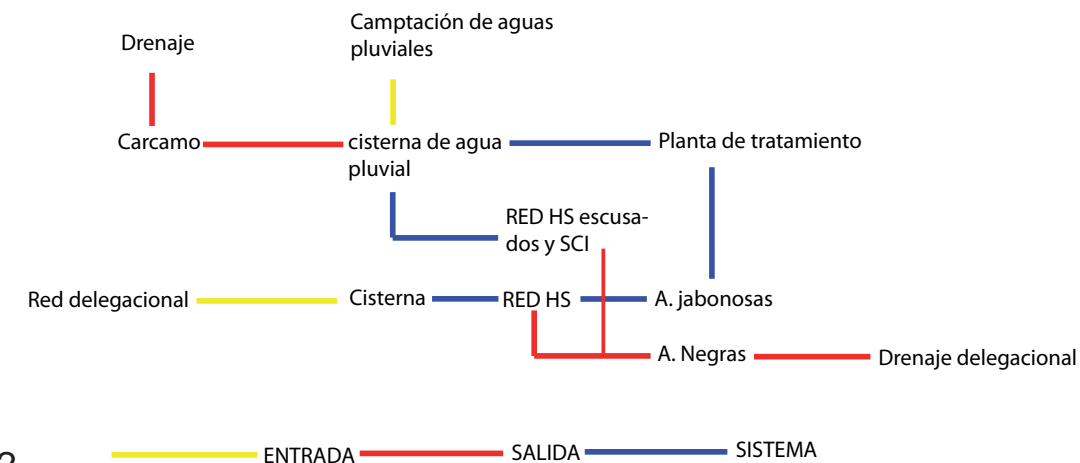 Camptación de aguas
pluviales
Drenaje
Carcamo
cisterna de agua
pluvial
Planta de tratamiento
RED HS escusa-
dos y SCI
Red delegacional
Cisterna
RED HS
A. jabonosas
A. Negras
Drenaje delegacional
ENTRADA
SALIDA
SISTEMA